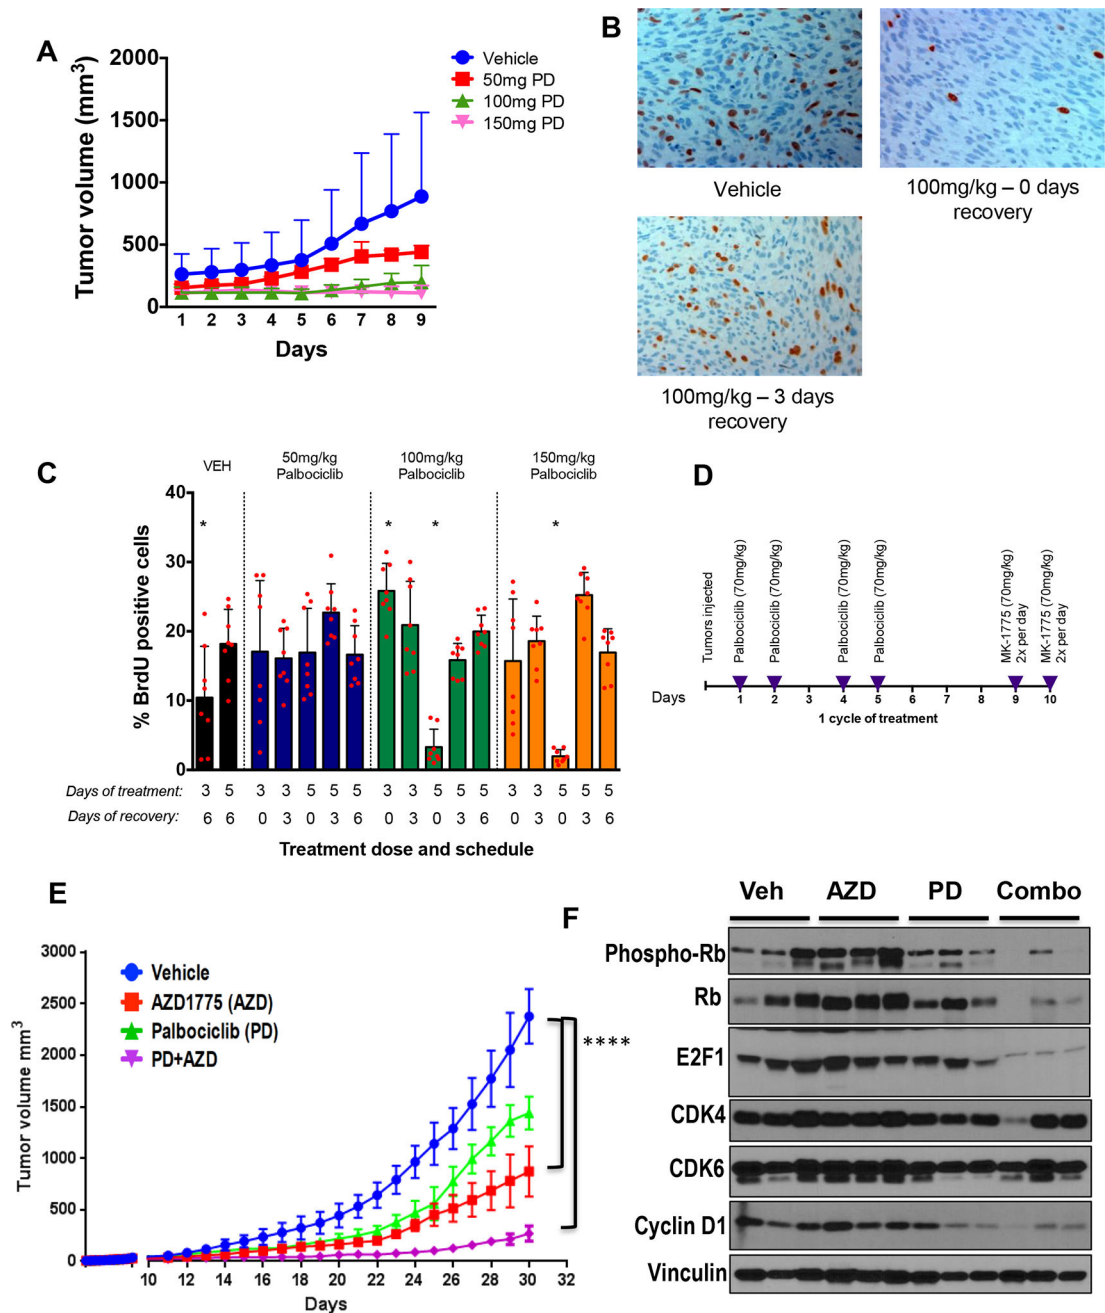 A
Tumor volume (mm³)
2000
1500
1000
500
0
1 2 3 4 5 6 7 8 9
Days
Vehicle
50mg PD
100mg PD
150mg PD
B
Vehicle
100mg/kg – 0 days
recovery
100mg/kg – 3 days
recovery
C
VEH
50mg/kg
Palbociclib
100mg/kg
Palbociclib
150mg/kg
Palbociclib
% BrdU positive cells
40
30
20
10
0
* * * *
Days of treatment: 3 5 3 3 5 5 5 3 3 5 5 5 3 3 5 5 5
Days of recovery: 6 6 0 3 0 3 6 0 3 0 3 6 0 3 0 3 6
Treatment dose and schedule
D
Tumors injected
Palbociclib (70mg/kg)
Palbociclib (70mg/kg)
Palbociclib (70mg/kg)
Palbociclib (70mg/kg)
MK-1775 (70mg/kg)
2x per day
MK-1775 (70mg/kg)
2x per day
Days
1 2 3 4 5 6 7 8 9 10
1 cycle of treatment
E
Tumor volume mm³
3000
2500
2000
1500
1000
500
0
10 12 14 16 18 20 22 24 26 28 30 32
Days
Vehicle
AZD1775 (AZD)
Palbociclib (PD)
PD+AZD
****
F
Veh AZD PD Combo
Phospho-Rb
Rb
E2F1
CDK4
CDK6
Cyclin D1
Vinculin